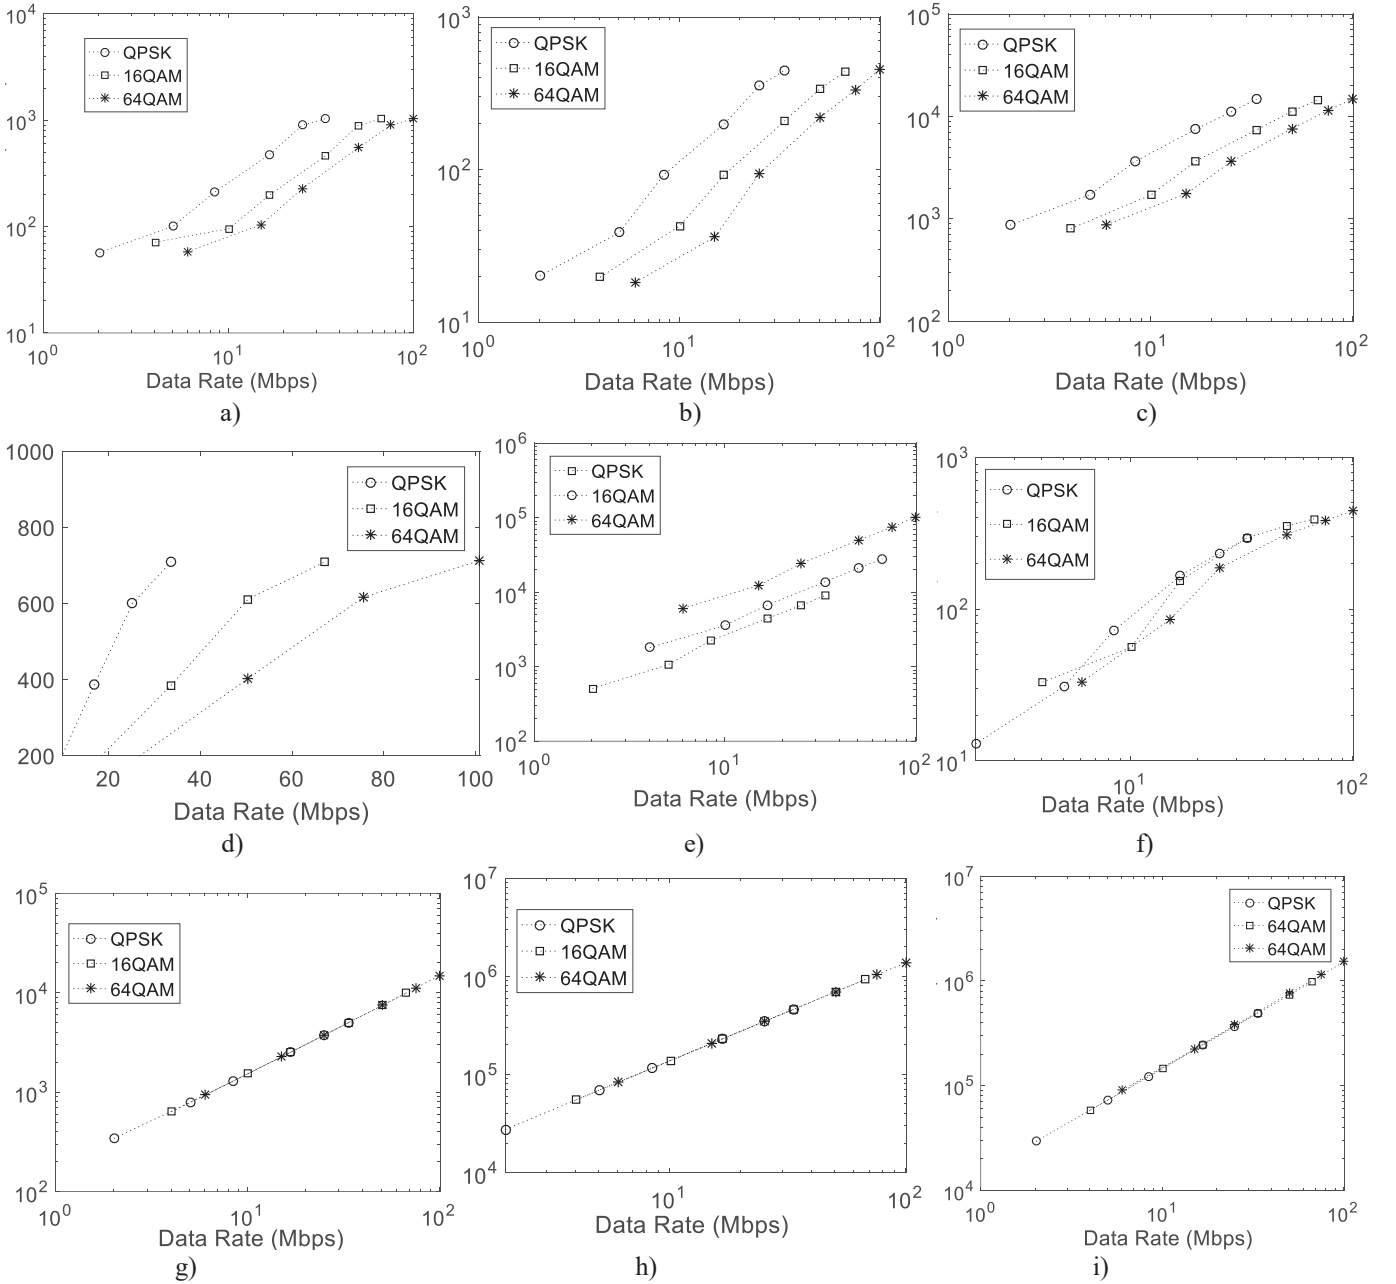 10^4
10^3
10^2
10^1
QPSK
16QAM
64QAM
10^0 10^1 10^2
Data Rate (Mbps)
a)
10^3
10^2
10^1
QPSK
16QAM
64QAM
10^0 10^1 10^2
Data Rate (Mbps)
b)
10^5
10^4
10^3
10^2
QPSK
16QAM
64QAM
10^0 10^1 10^2
Data Rate (Mbps)
c)
1000
800
600
400
200
QPSK
16QAM
64QAM
20 40 60 80 100
Data Rate (Mbps)
d)
10^6
10^5
10^4
10^3
10^2
QPSK
16QAM
64QAM
10^0 10^1 10^2
Data Rate (Mbps)
e)
10^3
10^2
10^1
QPSK
16QAM
64QAM
10^1 10^2
Data Rate (Mbps)
f)
10^5
10^4
10^3
10^2
QPSK
16QAM
64QAM
10^0 10^1 10^2
Data Rate (Mbps)
g)
10^7
10^6
10^5
10^4
QPSK
16QAM
64QAM
10^1 10^2
Data Rate (Mbps)
h)
10^7
10^6
10^5
10^4
QPSK
64QAM
64QAM
10^0 10^1 10^2
Data Rate (Mbps)
i)